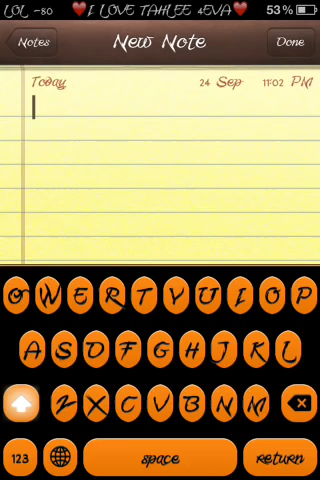 LOL -80 ❤️I LOVE TAHLEE 4EVA❤️ 53%
Notes New Note Done
Today 24 Sep 11:02 PM
Q W E R T Y U I O P
A S D F G H J K L
Z X C V B N M
123 space return